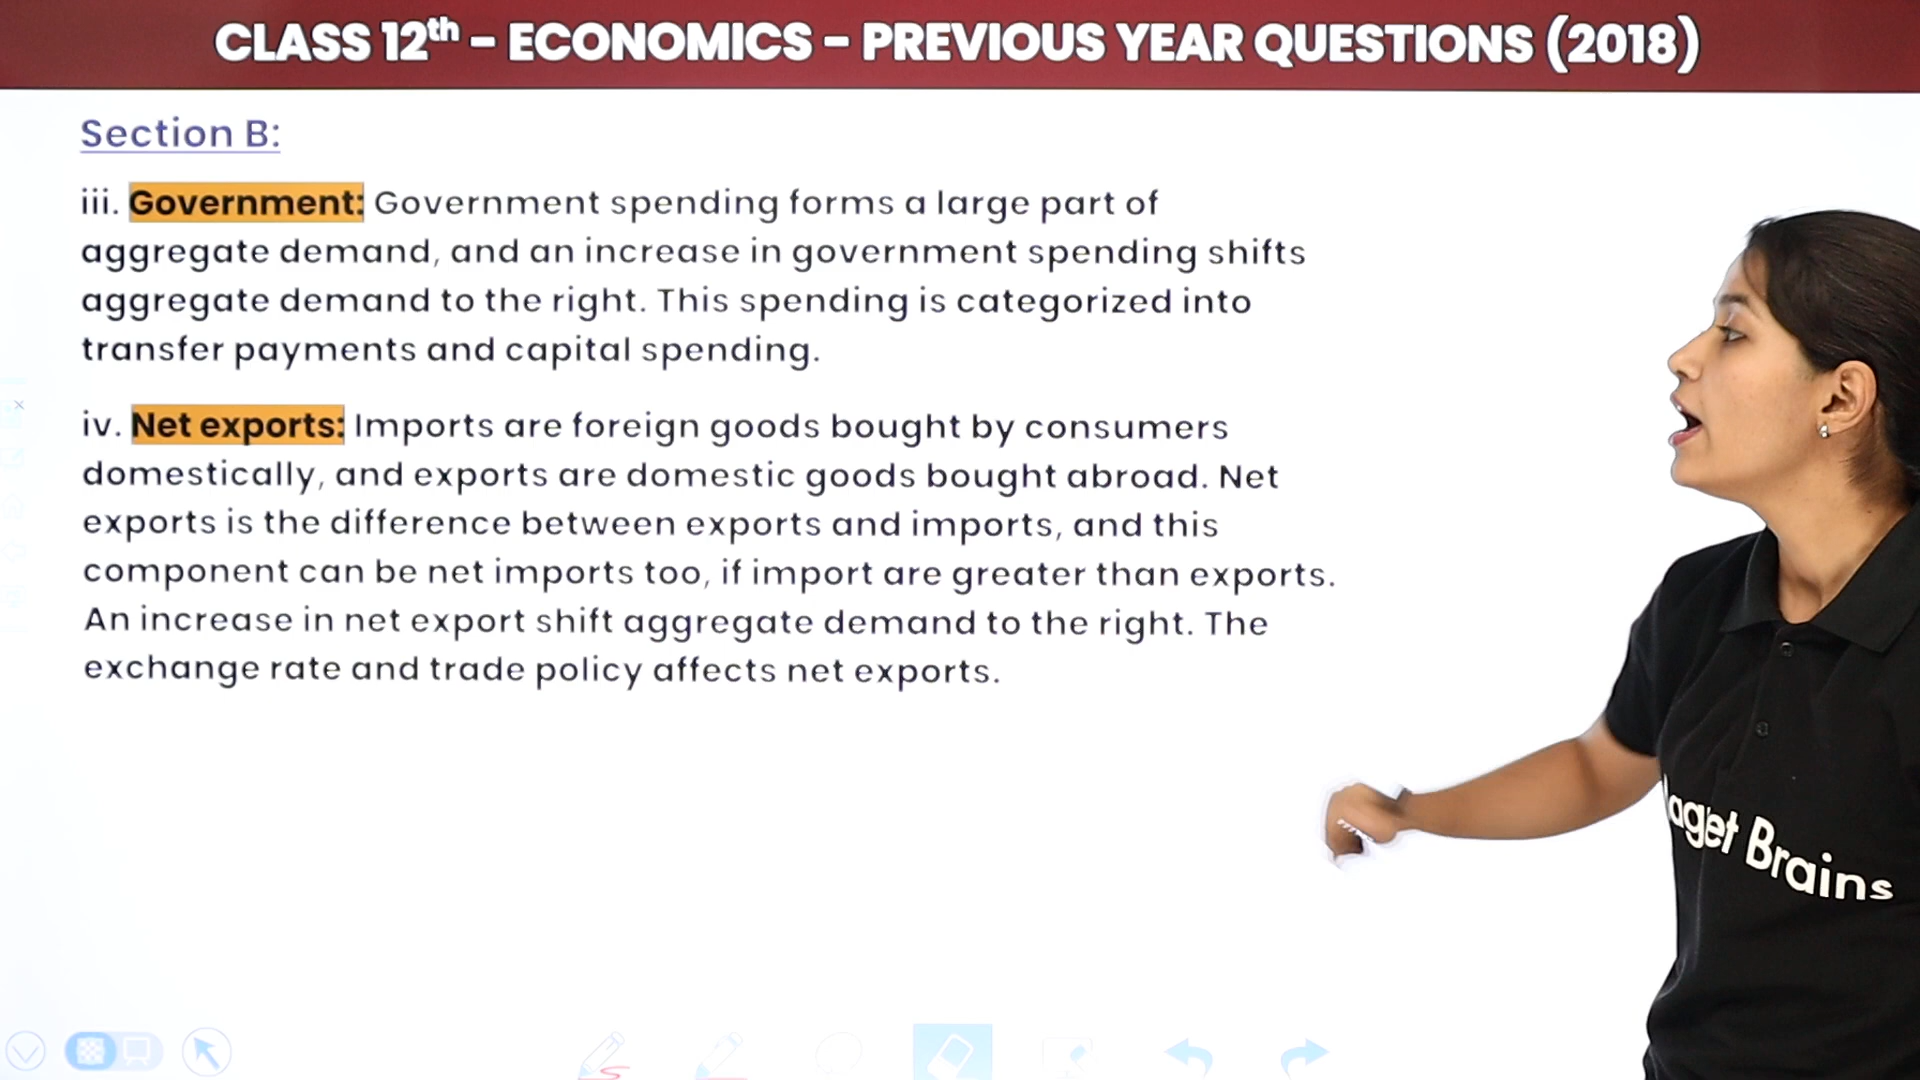 CLASS 12th - ECONOMICS - PREVIOUS YEAR QUESTIONS (2018)
Section B:
iii. Government: Government spending forms a large part of
aggregate demand, and an increase in government spending shifts
aggregate demand to the right. This spending is categorized into
transfer payments and capital spending.
iv. Net exports: Imports are foreign goods bought by consumers
domestically, and exports are domestic goods bought abroad. Net
exports is the difference between exports and imports, and this
component can be net imports too, if import are greater than exports.
An increase in net export shift aggregate demand to the right. The
exchange rate and trade policy affects net exports.
aget Brains